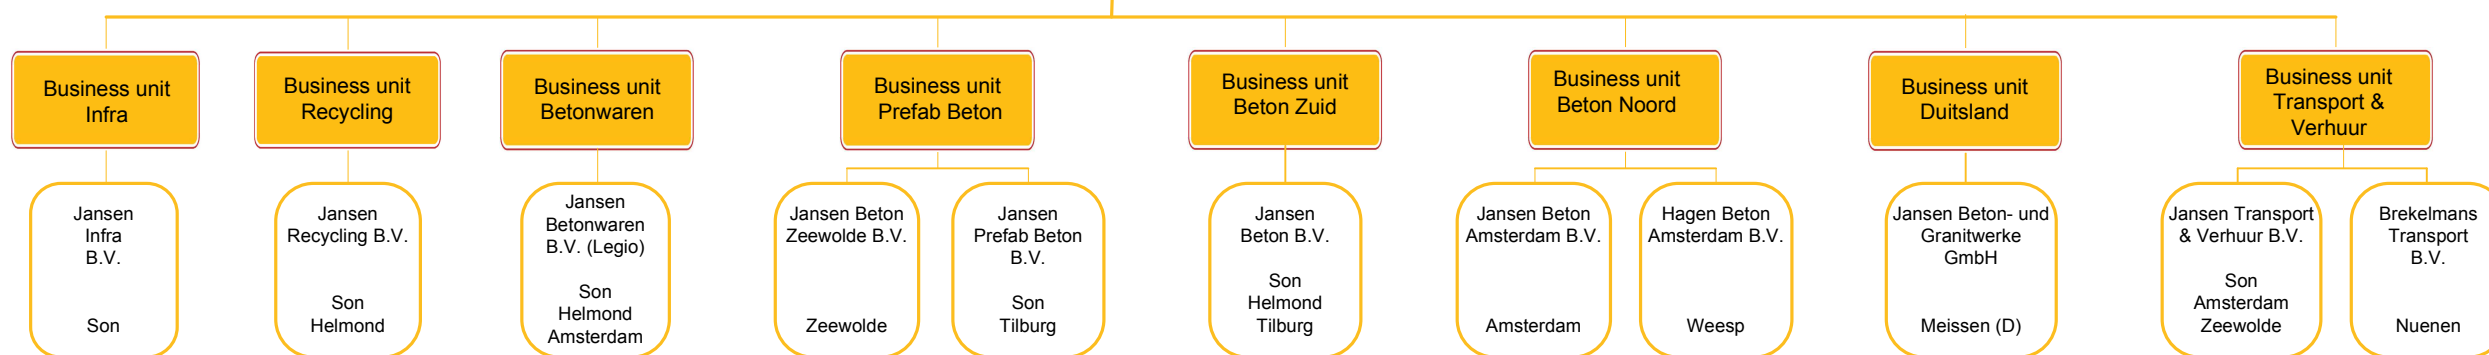 Business unit
Infra
Business unit
Recycling
Business unit
Betonwaren
Business unit
Prefab Beton
Business unit
Beton Zuid
Business unit
Beton Noord
Business unit
Duitsland
Business unit
Transport &
Verhuur
Jansen
Infra
B.V.
Son
Jansen
Recycling B.V.
Son
Helmond
Jansen
Betonwaren
B.V. (Legio)
Son
Helmond
Amsterdam
Jansen Beton
Zeewolde B.V.
Zeewolde
Jansen
Prefab Beton
B.V.
Son
Tilburg
Jansen
Beton B.V.
Son
Helmond
Tilburg
Jansen Beton
Amsterdam B.V.
Amsterdam
Hagen Beton
Amsterdam B.V.
Weesp
Jansen Beton- und
Granitwerke
GmbH
Meissen (D)
Jansen Transport
& Verhuur B.V.
Son
Amsterdam
Zeewolde
Brekelmans
Transport
B.V.
Nuenen